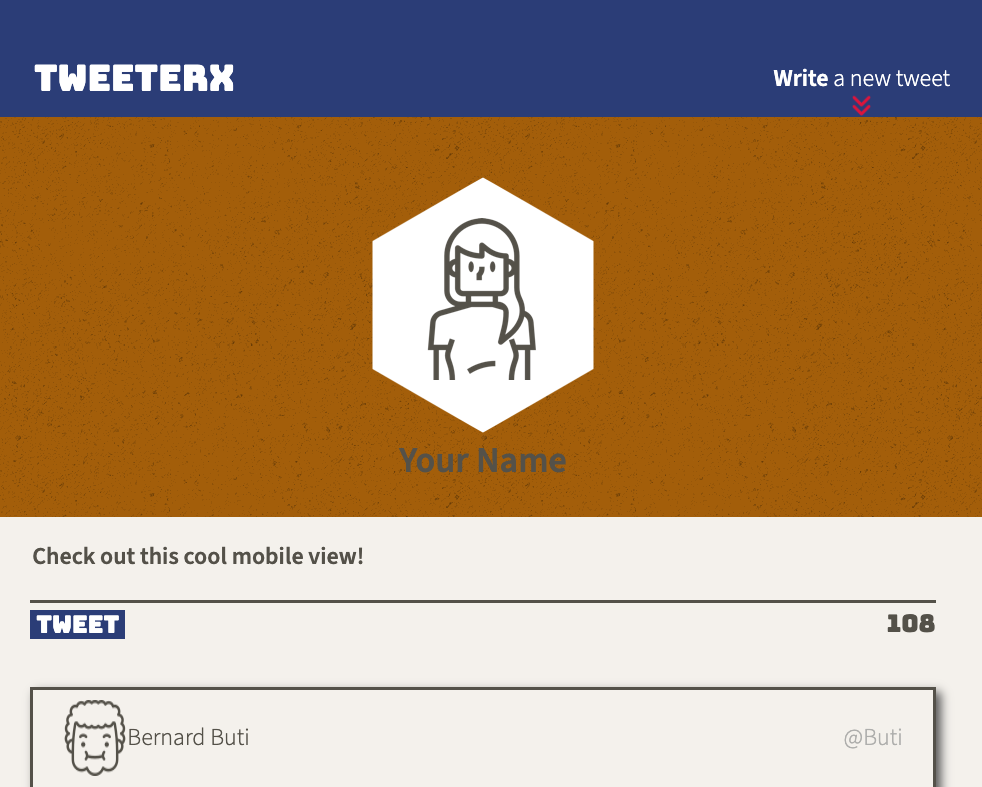 TWEETERX
Write a new tweet
Your Name
Check out this cool mobile view!
TWEET
108
Bernard Buti
@Buti